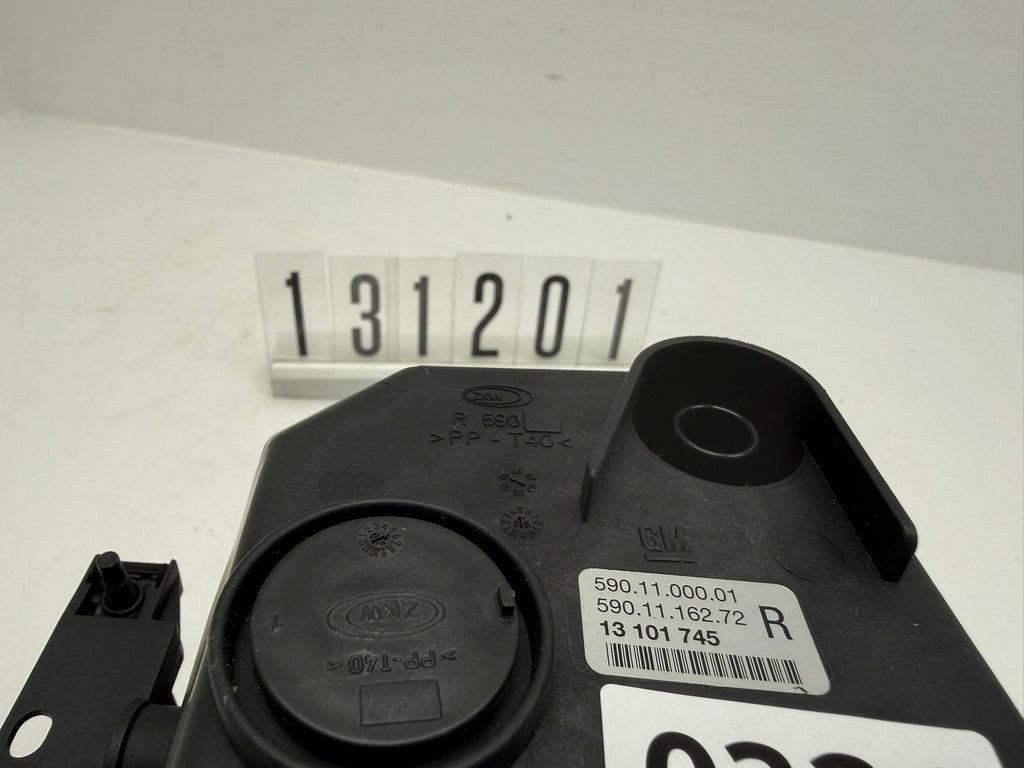 131201
ZKW
R 590
>PP-T40<
GM
590.11.000.01
590.11.162.72 R
13 101 745
ZKW
1
>PP-T40<